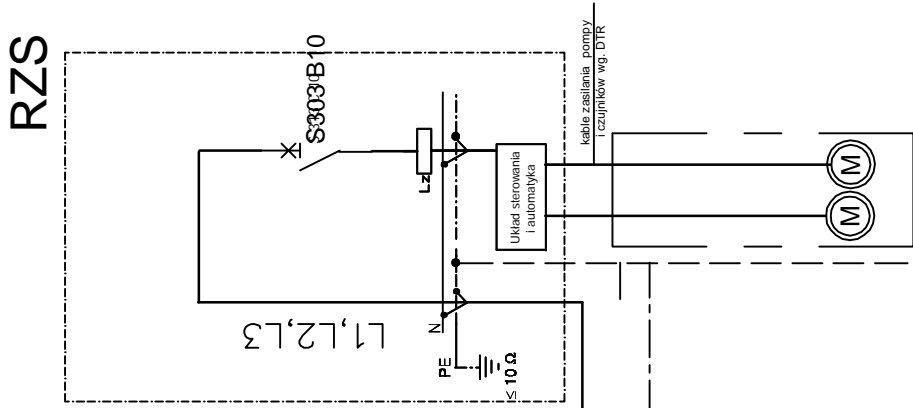 RZS
S303 B10
Lz
Układ sterowania
i automatyka
kable zasilania pompy
i czujników wg. DTR
M
M
L1,L2,L3
N
PE
≤ 10 Ω